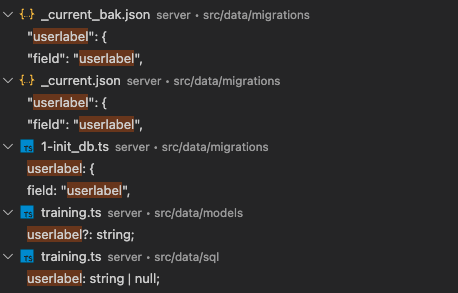 _current_bak.json server • src/data/migrations
"userlabel": {
"field": "userlabel",
_current.json server • src/data/migrations
"userlabel": {
"field": "userlabel",
TS 1-init_db.ts server • src/data/migrations
userlabel: {
field: "userlabel",
TS training.ts server • src/data/models
userlabel?: string;
TS training.ts server • src/data/sql
userlabel: string | null;